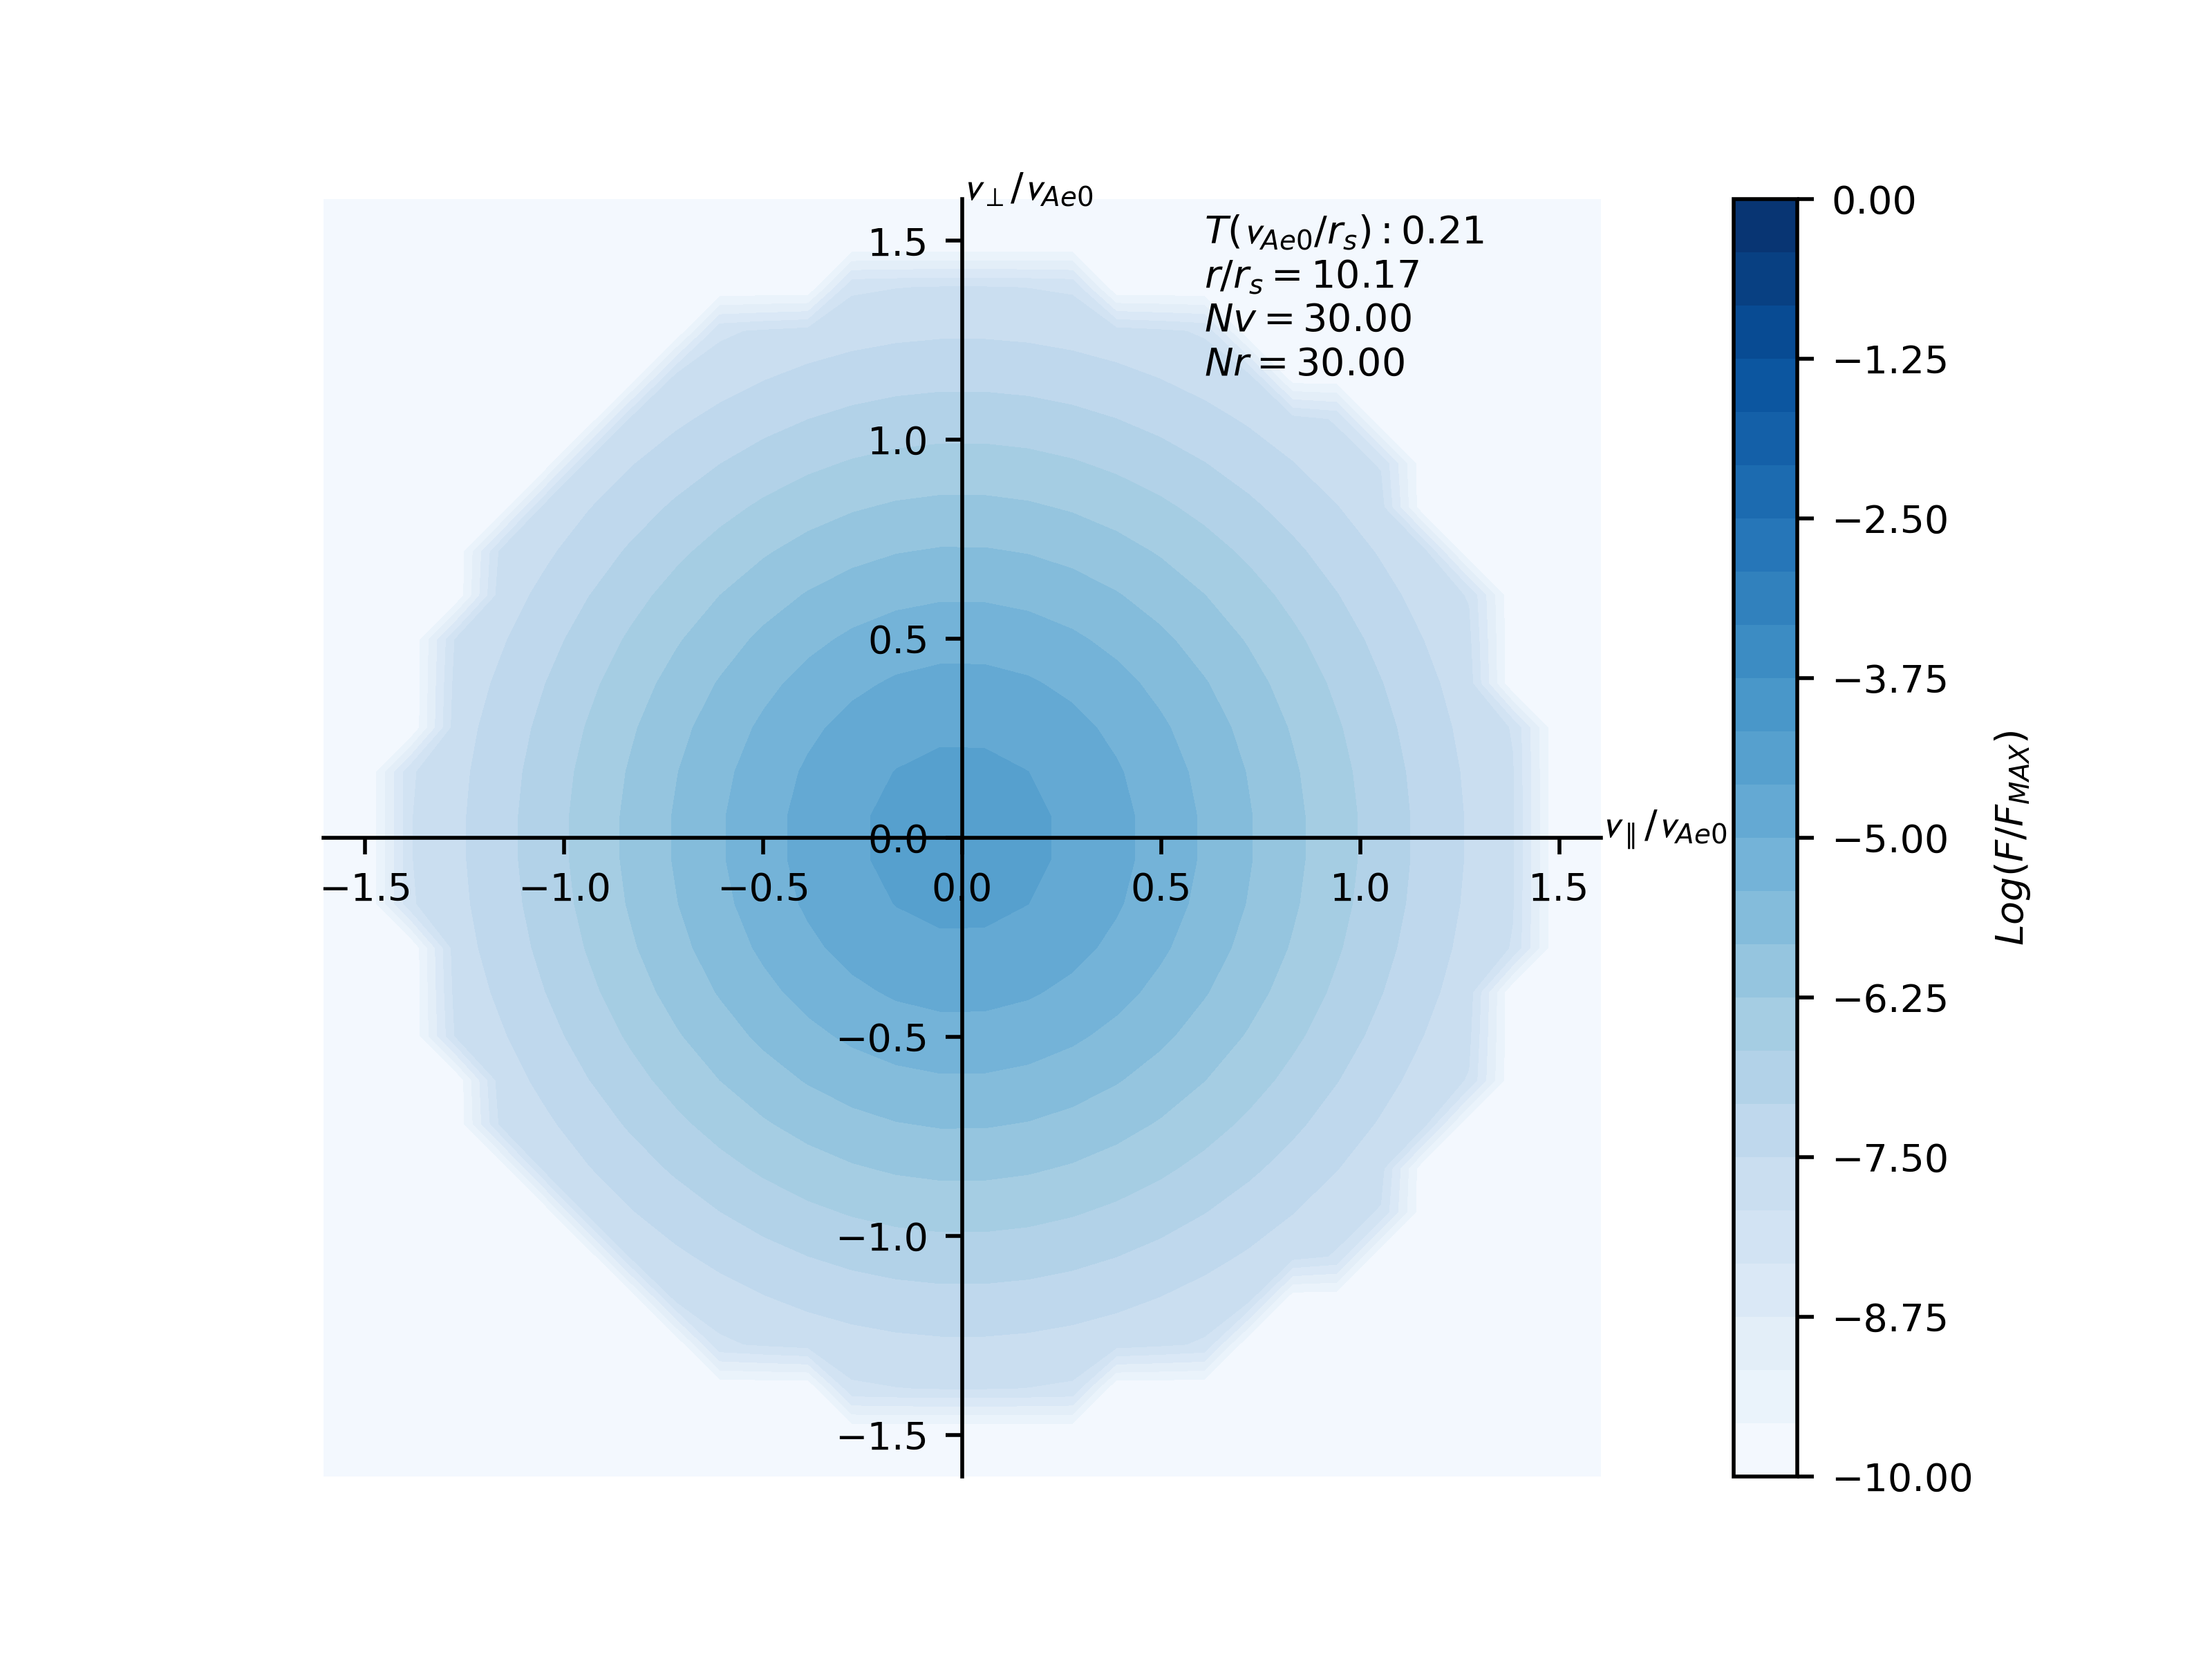 v⊥/vAe0
T(vAe0/rs):0.21
r/rs = 10.17
Nv = 30.00
Nr = 30.00
1.5
1.0
0.5
0.0
−0.5
−1.0
−1.5
−1.5 −1.0 −0.5 0.0 0.5 1.0 1.5
v∥/vAe0
0.00
−1.25
−2.50
−3.75
−5.00
−6.25
−7.50
−8.75
−10.00
Log(F/FMAX)